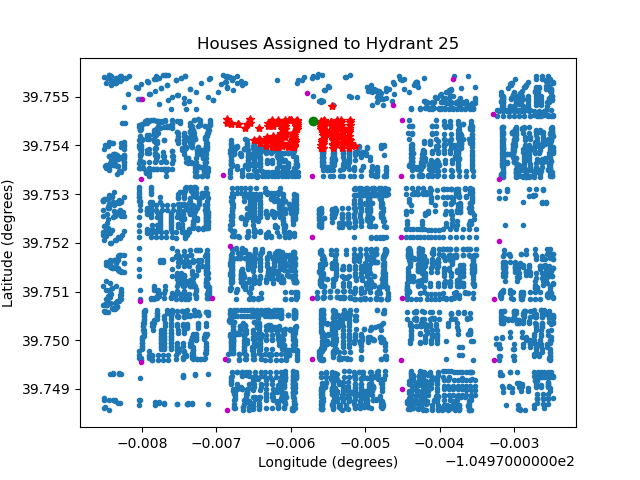 Houses Assigned to Hydrant 25
39.755
39.754
39.753
39.752
39.751
39.750
39.749
Latitude (degrees)
−0.008 −0.007 −0.006 −0.005 −0.004 −0.003
Longitude (degrees)
−1.0497000000e2